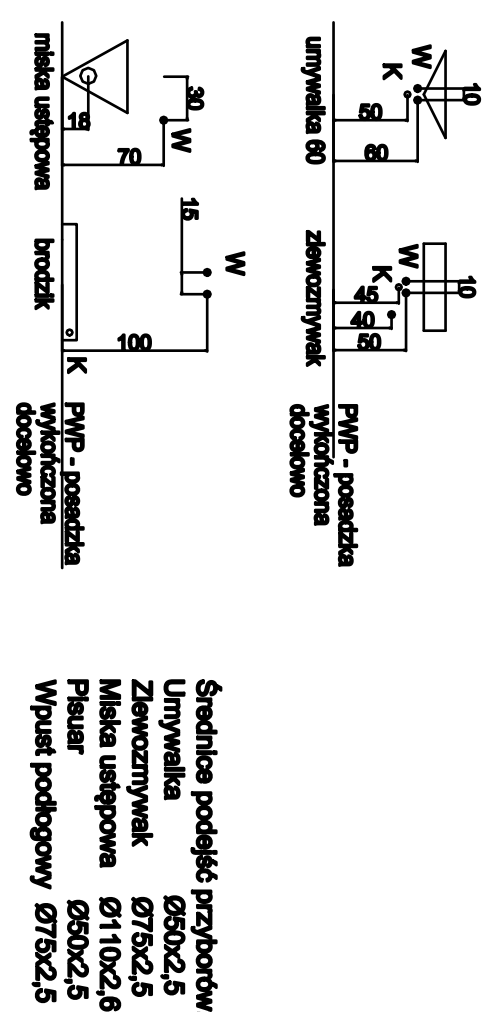 10
W
K
50
60
umywalka 60
10
W
K
45
40
50
zlewozmywak
PWP - posadzka
wykończona
docelowo
30
W
18
70
miska ustępowa
W
15
100
K
brodzik
PWP - posadzka
wykończona
docelowo
Średnice podejść przyborów
Umywalka Ø50x2,5
Zlewozmywak Ø75x2,5
Miska ustępowa Ø110x2,6
Pisuar Ø50x2,5
Wpust podłogowy Ø75x2,5